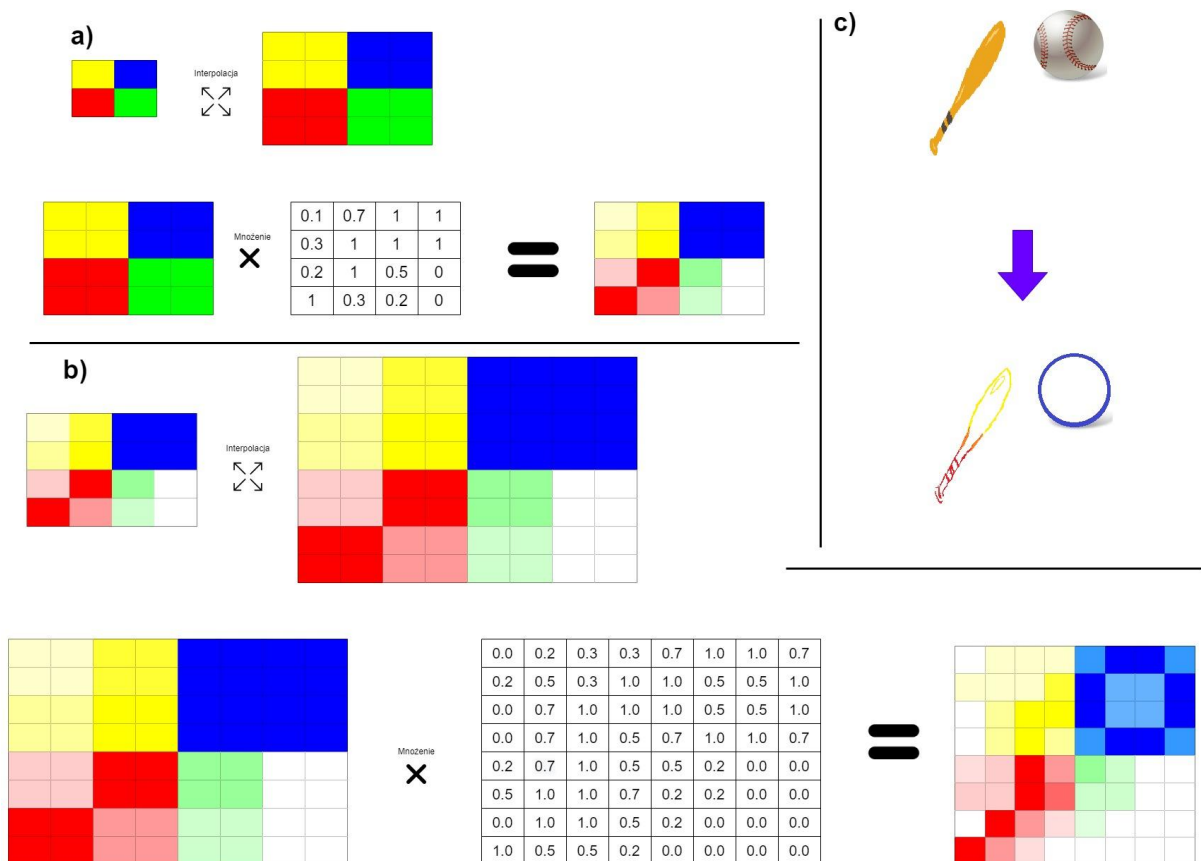 a)
Interpolacja
Mnożenie
0.1 0.7 1 1
0.3 1 1 1
0.2 1 0.5 0
1 0.3 0.2 0
b)
Interpolacja
Mnożenie
0.0 0.2 0.3 0.3 0.7 1.0 1.0 0.7
0.2 0.5 0.3 1.0 1.0 0.5 0.5 1.0
0.0 0.7 1.0 1.0 1.0 0.5 0.5 1.0
0.0 0.7 1.0 0.5 0.7 1.0 1.0 0.7
0.2 0.7 1.0 0.5 0.5 0.2 0.0 0.0
0.5 1.0 1.0 0.7 0.2 0.2 0.0 0.0
0.0 1.0 1.0 0.5 0.2 0.0 0.0 0.0
1.0 0.5 0.5 0.2 0.0 0.0 0.0 0.0
c)